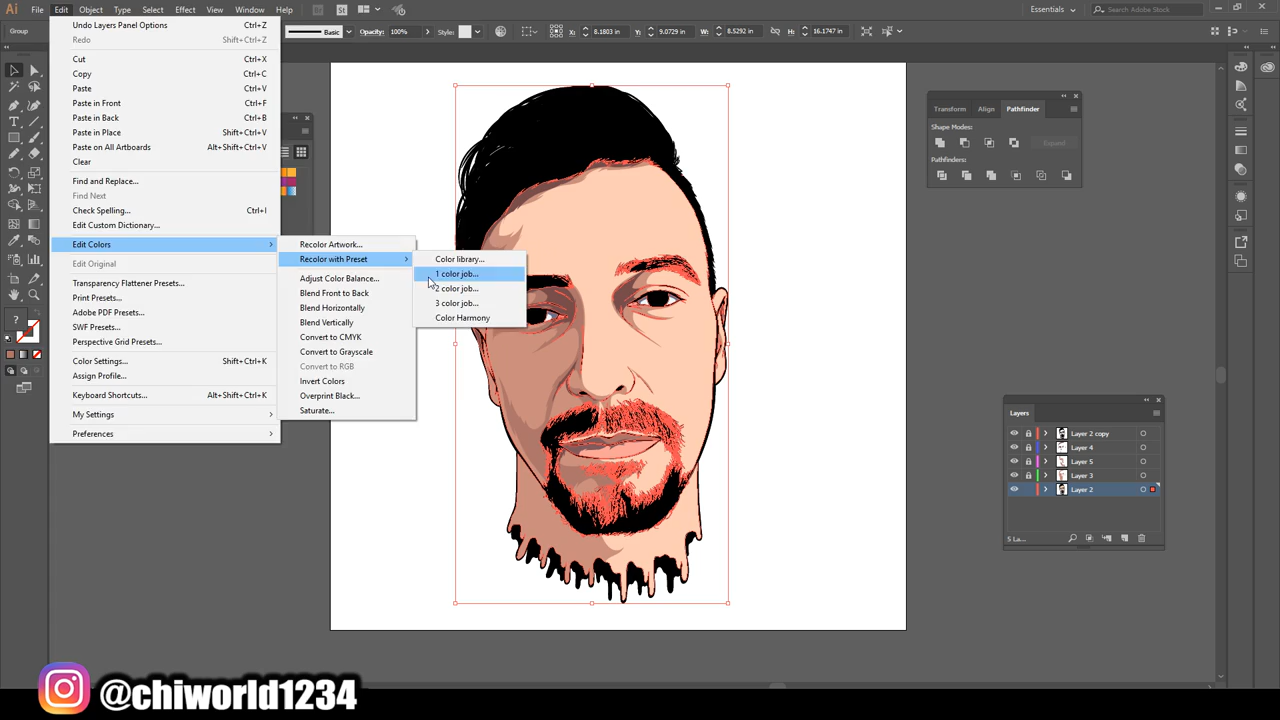 Ai File Edit Object Type Select Effect View Window Help Br St Essentials Search Adobe Stock
Group Basic Opacity: 100% Style: X: 8.1803 in Y: 9.0729 in W: 8.5292 in H: 16.1747 in
Undo Layers Panel Options Ctrl+Z
Redo Shift+Ctrl+Z
Cut Ctrl+X
Copy Ctrl+C
Paste Ctrl+V
Paste in Front Ctrl+F
Paste in Back Ctrl+B
Paste in Place Shift+Ctrl+V
Paste on All Artboards Alt+Shift+Ctrl+V
Clear
Find and Replace...
Find Next
Check Spelling... Ctrl+I
Edit Custom Dictionary...
Edit Colors
Edit Original
Transparency Flattener Presets...
Print Presets...
Adobe PDF Presets...
SWF Presets...
Perspective Grid Presets...
Color Settings... Shift+Ctrl+K
Assign Profile...
Keyboard Shortcuts... Alt+Shift+Ctrl+K
My Settings
Preferences
Recolor Artwork...
Recolor with Preset
Adjust Color Balance...
Blend Front to Back
Blend Horizontally
Blend Vertically
Convert to CMYK
Convert to Grayscale
Convert to RGB
Invert Colors
Overprint Black...
Saturate...
Color library...
1 color job...
2 color job...
3 color job...
Color Harmony
Transform Align Pathfinder
Shape Modes:
Expand
Pathfinders:
Layers
Layer 2 copy
Layer 4
Layer 5
Layer 3
Layer 2
5 La...
@chiworld1234